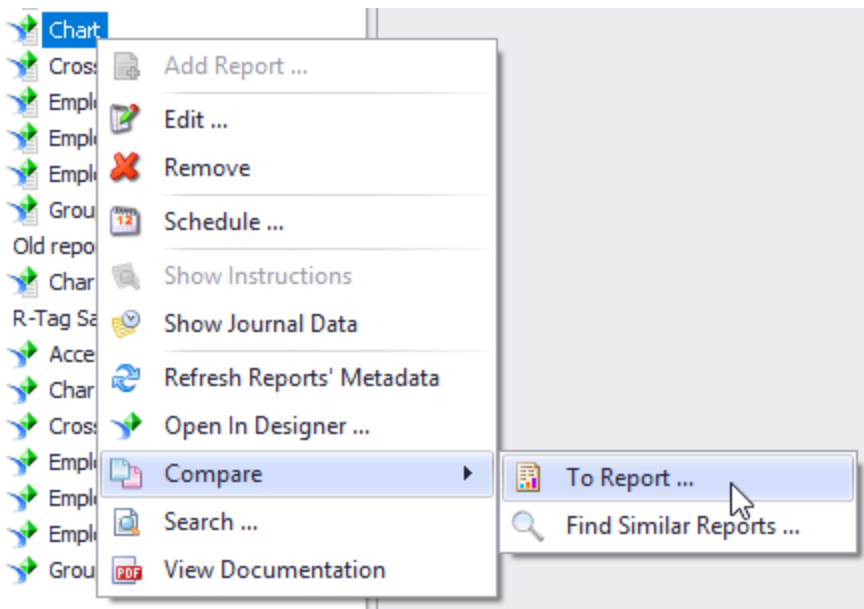 Chart
Add Report ...
Cross
Edit ...
Empl
Empl
Remove
Empl
Schedule ...
Grou
Old repo
Show Instructions
Char
R-Tag Sa
Show Journal Data
Acce
Refresh Reports' Metadata
Char
Open In Designer ...
Cross
Compare
To Report ...
Empl
Search ...
Find Similar Reports ...
Empl
Empl
View Documentation
Grou
12
PDF